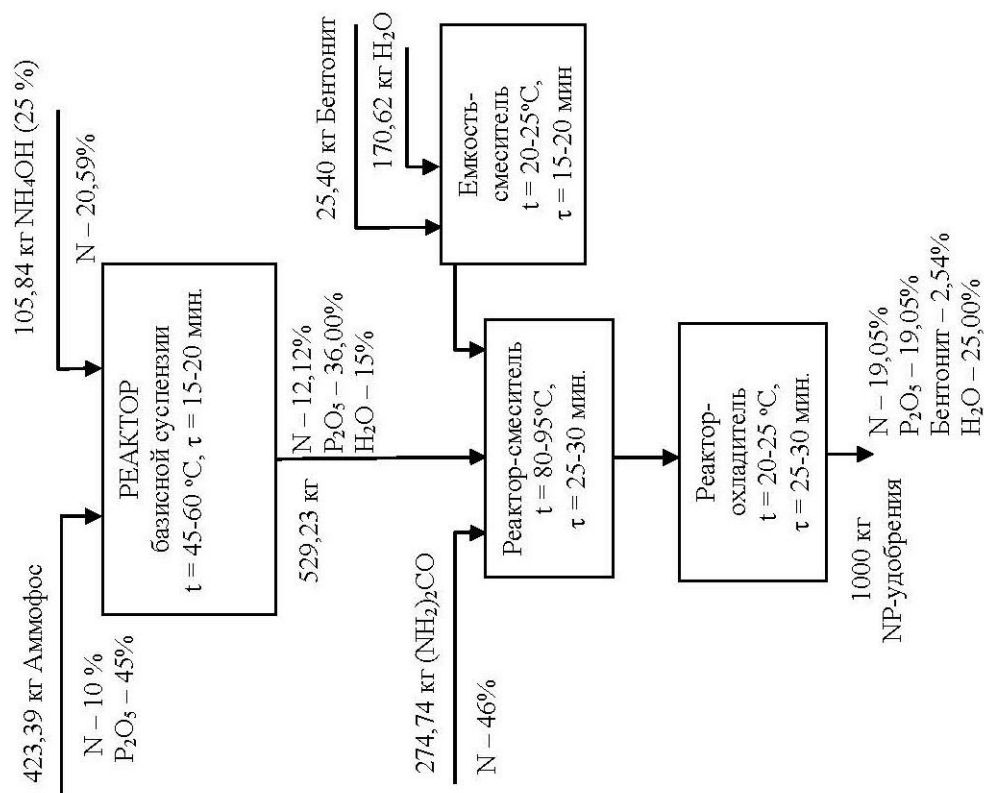 423,39 кг Аммофос
N – 10 %
P₂O₅ – 45%
105,84 кг NH₄OH (25 %)
N – 20,59%
РЕАКТОР
базисной суспензии
t = 45-60 ºC, τ = 15-20 мин.
529,23 кг
N – 12,12%
P₂O₅ – 36,00%
H₂O – 15%
25,40 кг Бентонит
170,62 кг H₂O
Емкость-
смеситель
t = 20-25ºC,
τ = 15-20 мин
274,74 кг (NH₂)₂CO
N – 46%
Реактор-смеситель
t = 80-95ºC,
τ = 25-30 мин.
Реактор-
охладитель
t = 20-25 ºC,
τ = 25-30 мин.
1000 кг
NP-удобрения
N – 19,05%
P₂O₅ – 19,05%
Бентонит – 2,54%
H₂O – 25,00%